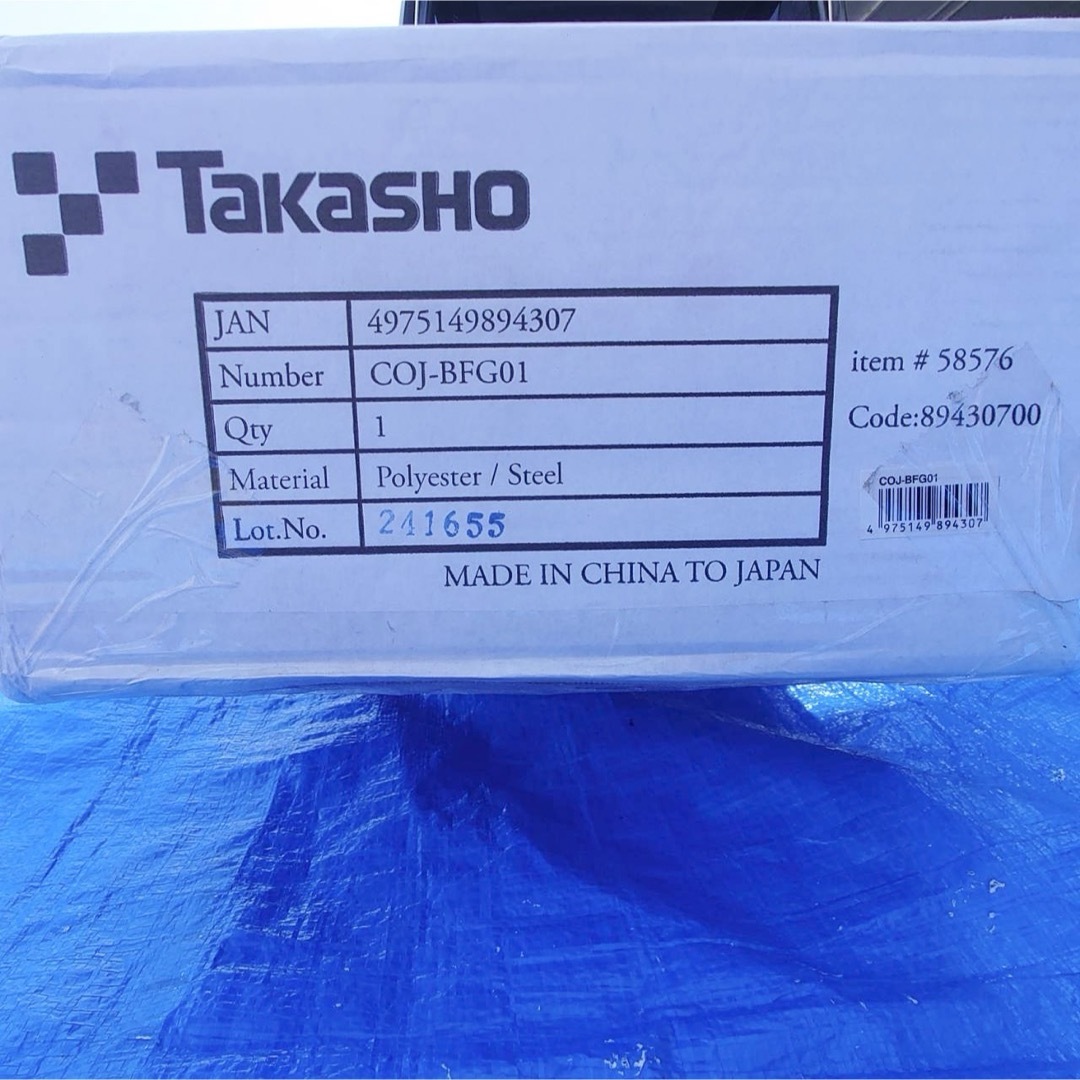 TAKASHO
JAN 4975149894307
Number COJ-BFG01
Qty 1
Material Polyester / Steel
Lot.No. 241655
MADE IN CHINA TO JAPAN
item # 58576
Code:89430700
COJ-BFG01
4 975149 894307